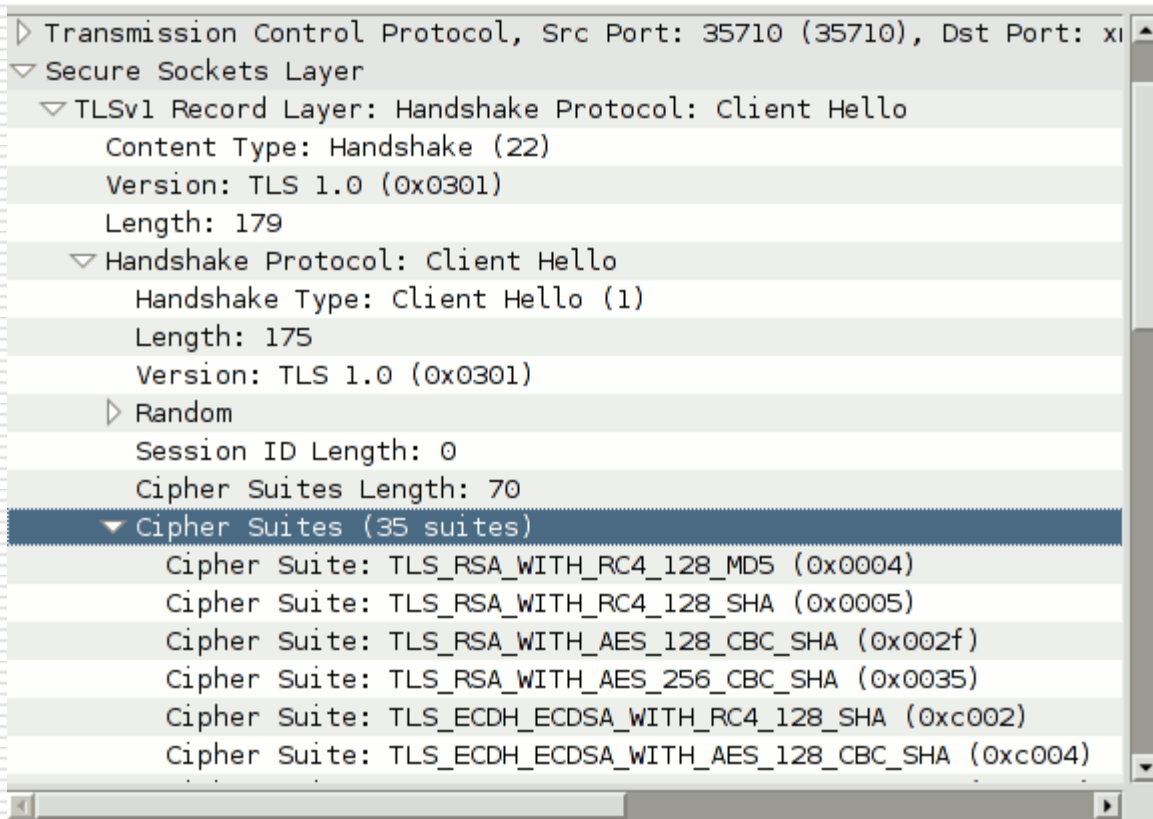 Transmission Control Protocol, Src Port: 35710 (35710), Dst Port:
Secure Sockets Layer
TLSv1 Record Layer: Handshake Protocol: Client Hello
Content Type: Handshake (22)
Version: TLS 1.0 (0x0301)
Length: 179
Handshake Protocol: Client Hello
Handshake Type: Client Hello (1)
Length: 175
Version: TLS 1.0 (0x0301)
Random
Session ID Length: 0
Cipher Suites Length: 70
Cipher Suites (35 suites)
Cipher Suite: TLS_RSA_WITH_RC4_128_MD5 (0x0004)
Cipher Suite: TLS_RSA_WITH_RC4_128_SHA (0x0005)
Cipher Suite: TLS_RSA_WITH_AES_128_CBC_SHA (0x002f)
Cipher Suite: TLS_RSA_WITH_AES_256_CBC_SHA (0x0035)
Cipher Suite: TLS_ECDH_ECDSA_WITH_RC4_128_SHA (0xc002)
Cipher Suite: TLS_ECDH_ECDSA_WITH_AES_128_CBC_SHA (0xc004)